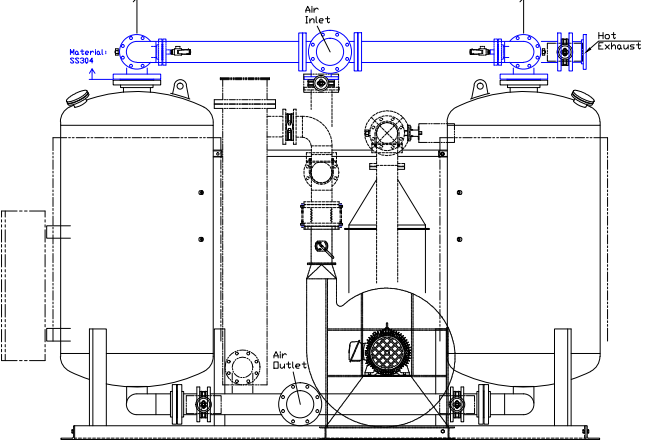 Air
Inlet
Hot
Exhaust
Material:
SS304
Air
Outlet